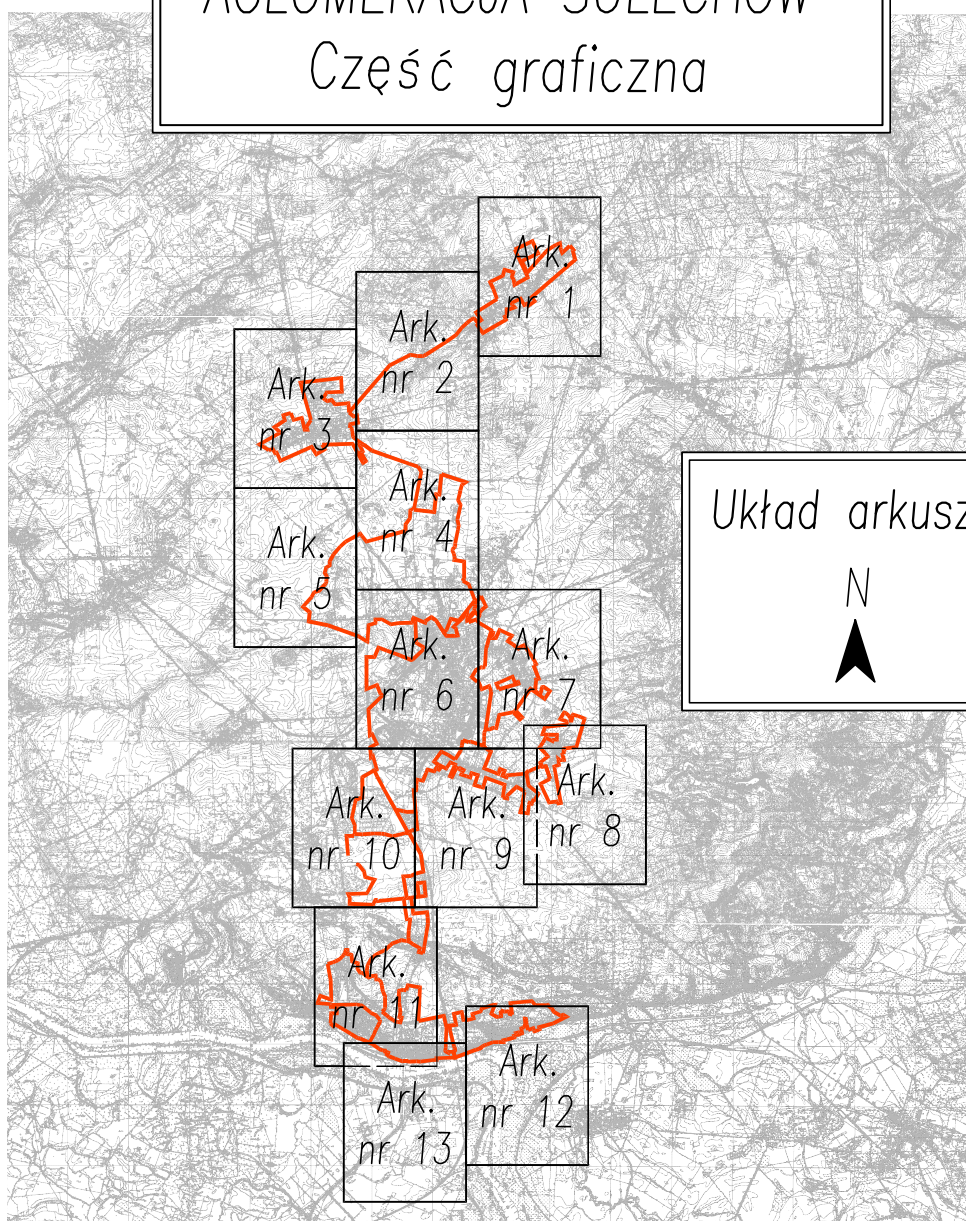 AGLOMERACJA SULECHÓW
Część graficzna
Ark.
nr 1
Ark.
nr 2
Ark.
nr 3
Ark.
nr 4
Układ arkusz
N
Ark.
nr 5
Ark.
nr 6
Ark.
nr 7
Ark.
nr 8
Ark.
nr 9
Ark.
nr 10
Ark.
nr 11
Ark.
nr 12
Ark.
nr 13